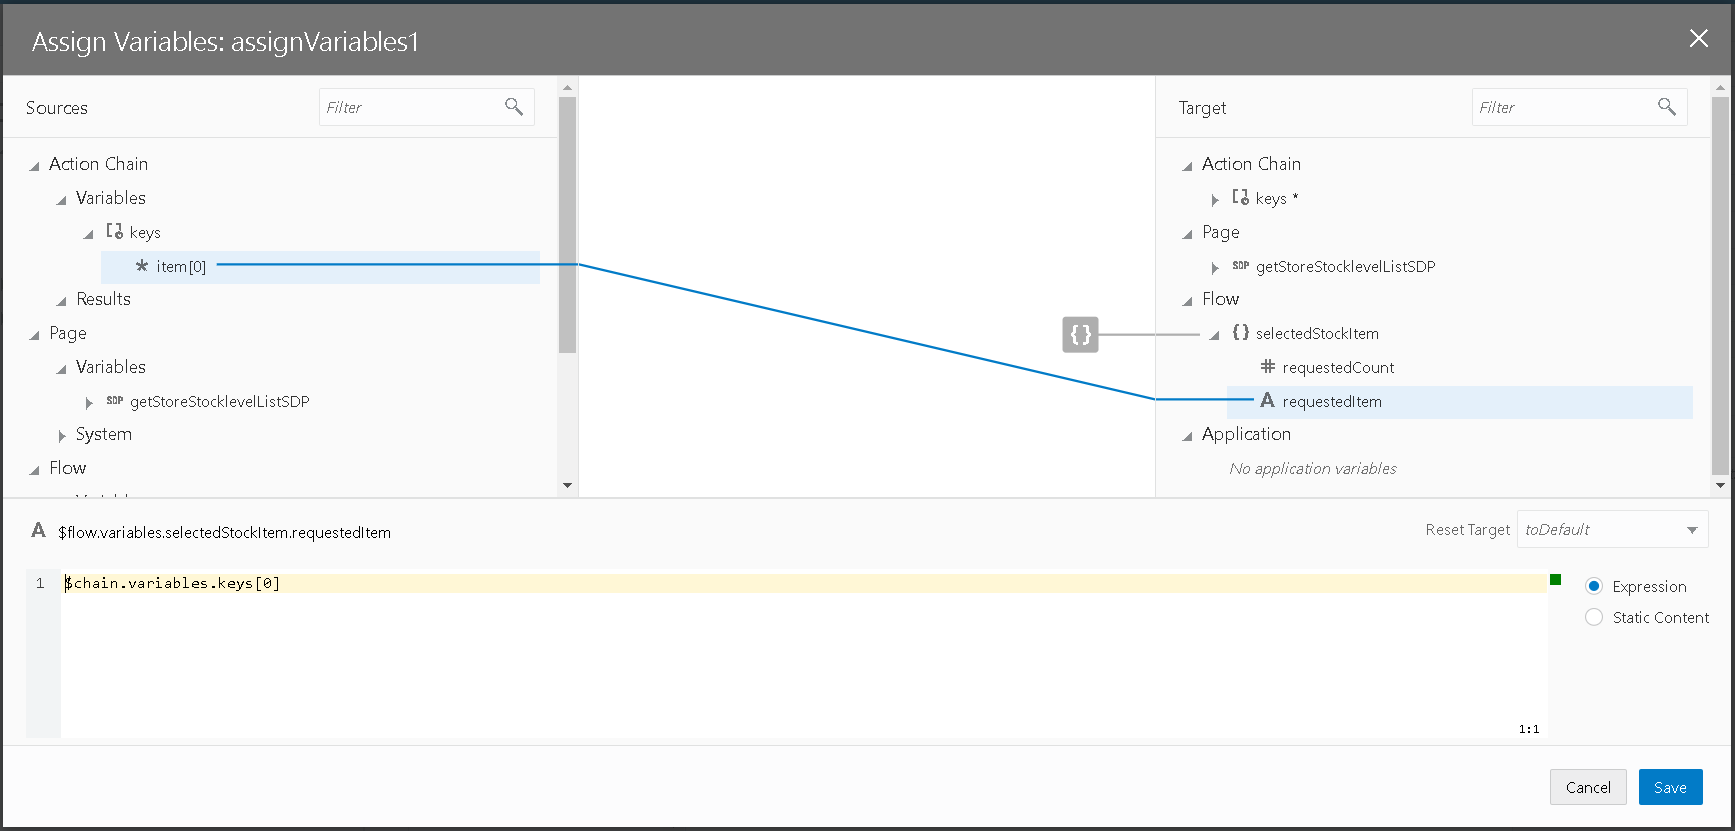 Assign Variables: assignVariables1
Sources
Filter
Action Chain
Variables
keys
item[0]
Results
Page
Variables
SDP getStoreStocklevelListSDP
System
Flow
Target
Filter
Action Chain
keys *
Page
SDP getStoreStocklevelListSDP
Flow
{} {} selectedStockItem
# requestedCount
A requestedItem
Application
No application variables
A $flow.variables.selectedStockItem.requestedItem
Reset Target toDefault
1 $chain.variables.keys[0]
Expression
Static Content
1:1
Cancel Save